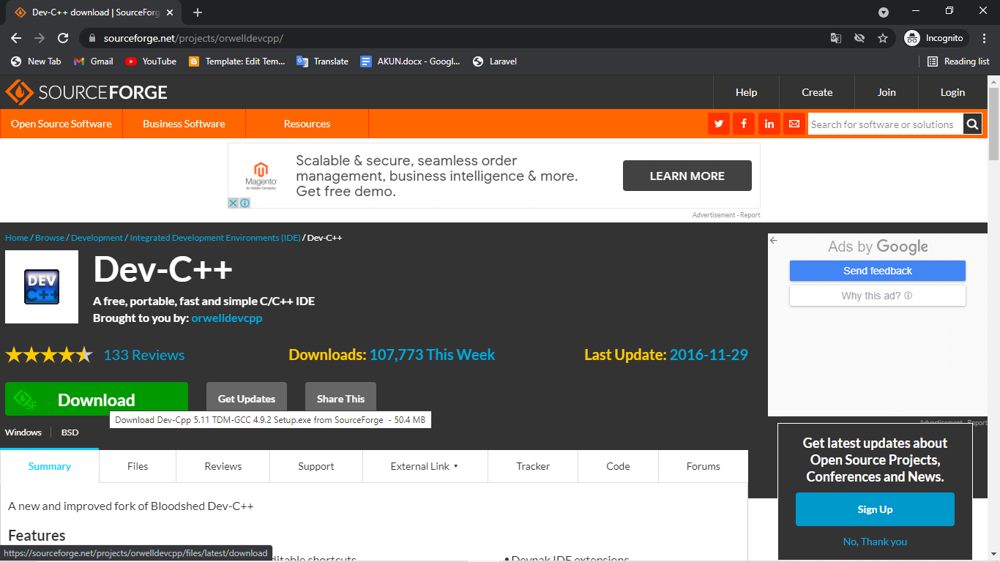 Dev-C++ download | SourceForg
sourceforge.net/projects/orwelldevcpp/
Incognito
New Tab
Gmail
YouTube
Template: Edit Tem...
Translate
AKUN.docx - Googl...
Laravel
Reading list
SOURCEFORGE
Help
Create
Join
Login
Open Source Software
Business Software
Resources
Search for software or solutions
Magento
An Adobe Company
Scalable & secure, seamless order
management, business intelligence & more.
Get free demo.
LEARN MORE
Advertisement - Report
Home / Browse / Development / Integrated Development Environments (IDE) / Dev-C++
DEV
C++
Dev-C++
A free, portable, fast and simple C/C++ IDE
Brought to you by: orwelldevcpp
133 Reviews
Downloads: 107,773 This Week
Last Update: 2016-11-29
SF
Download
Get Updates
Share This
Download Dev-Cpp 5.11 TDM-GCC 4.9.2 Setup.exe from SourceForge - 50.4 MB
Windows
BSD
Ads by Google
Send feedback
Why this ad?
Advertisement - Report
Summary
Files
Reviews
Support
External Link
Tracker
Code
Forums
A new and improved fork of Bloodshed Dev-C++
Features
shortcuts
• Devpak IDE extensions
https://sourceforge.net/projects/orwelldevcpp/files/latest/download
Get latest updates about
Open Source Projects,
Conferences and News.
Sign Up
No, Thank you